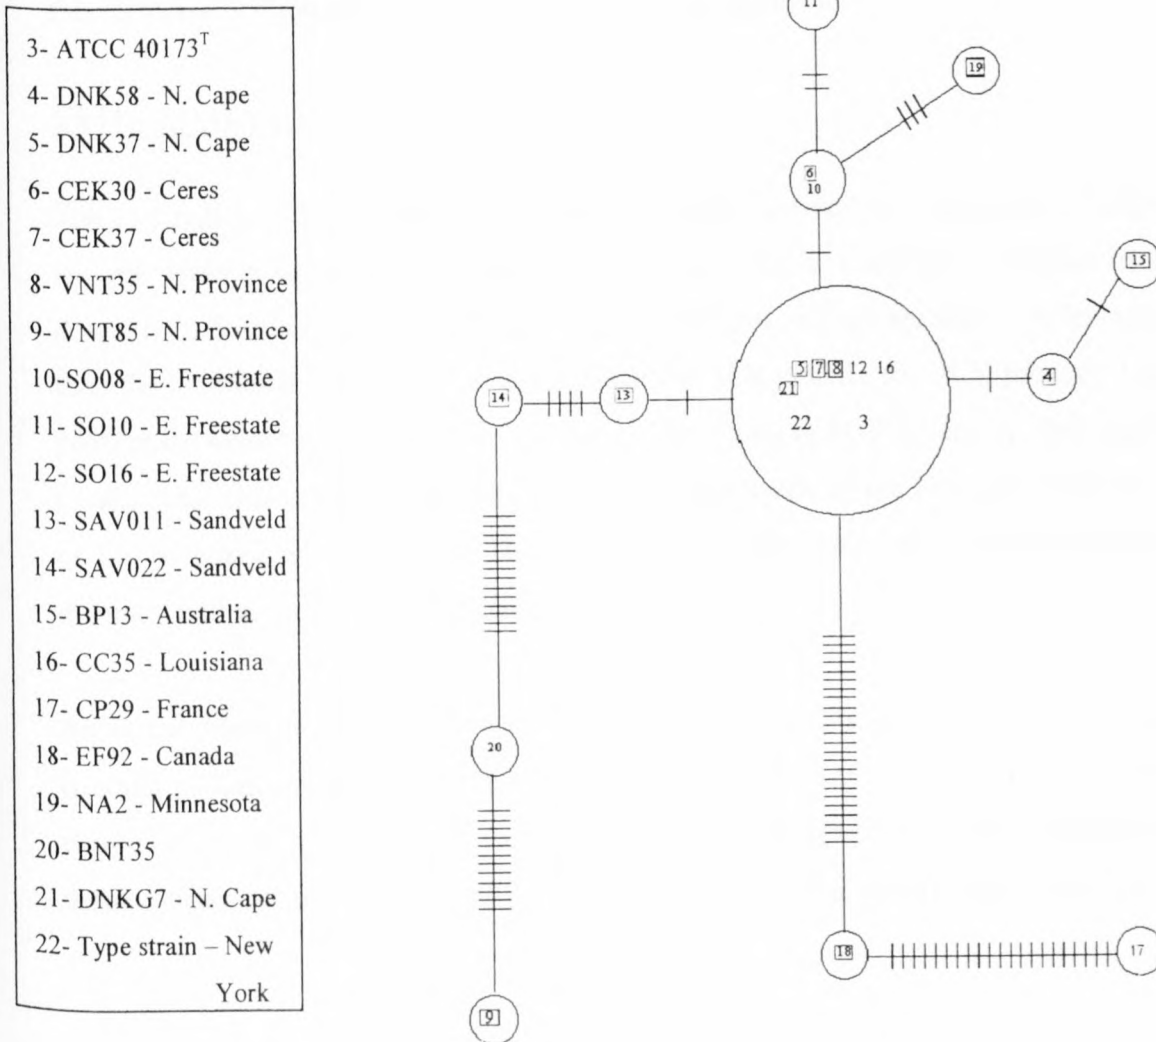 3- ATCC 40173ᵀ
4- DNK58 - N. Cape
5- DNK37 - N. Cape
6- CEK30 - Ceres
7- CEK37 - Ceres
8- VNT35 - N. Province
9- VNT85 - N. Province
10-SO08 - E. Freestate
11- SO10 - E. Freestate
12- SO16 - E. Freestate
13- SAV011 - Sandveld
14- SAV022 - Sandveld
15- BP13 - Australia
16- CC35 - Louisiana
17- CP29 - France
18- EF92 - Canada
19- NA2 - Minnesota
20- BNT35
21- DNKG7 - N. Cape
22- Type strain – New
York
11
19
6
10
15
5 7 8 12 16
21
22 3
4
14
13
20
18
17
9